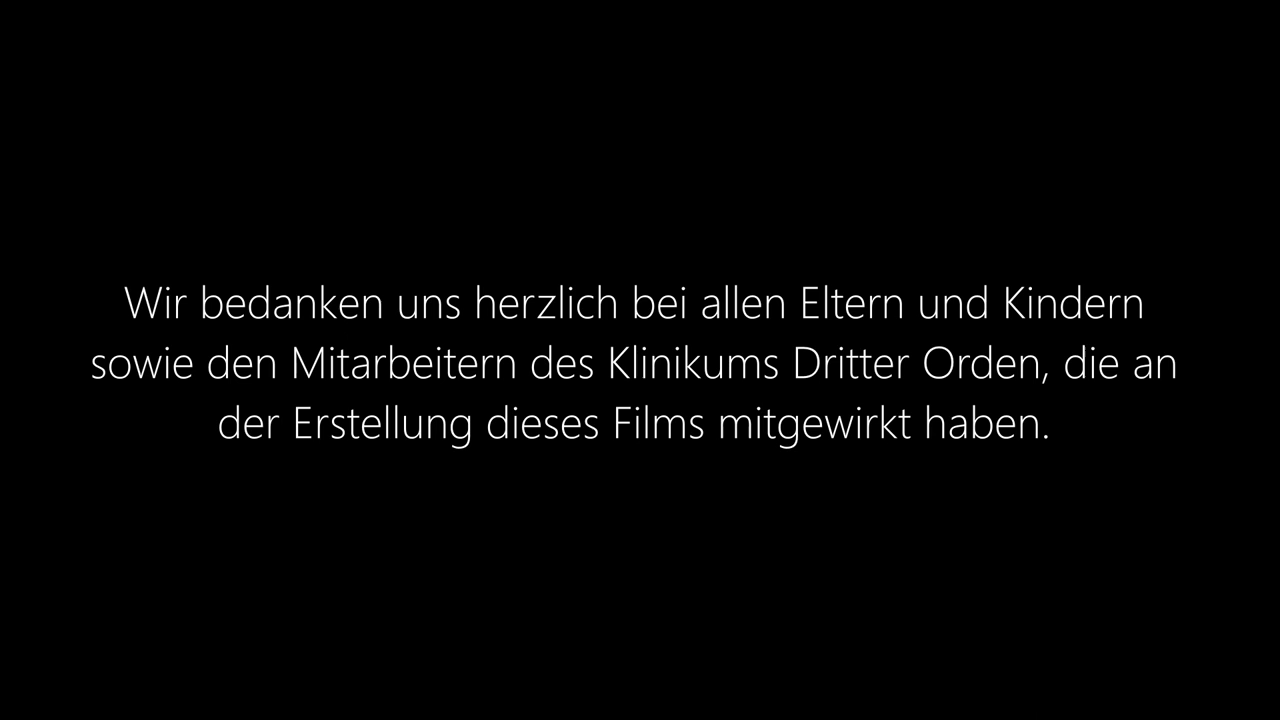 Wir bedanken uns herzlich bei allen Eltern und Kindern
sowie den Mitarbeitern des Klinikums Dritter Orden, die an
der Erstellung dieses Films mitgewirkt haben.